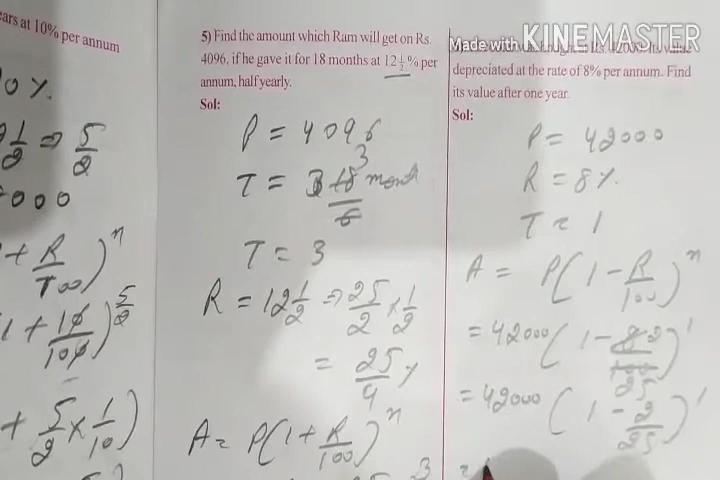 ears at 10% per annum
0 %.
1/2 ⇒ 5/2
000
+ R/100)^n
1 + 10/100)^5/2
+ 5/2 × 1/10)
5) Find the amount which Ram will get on Rs.
4096, if he gave it for 18 months at 12 1/2 % per
annum, half yearly.
Sol:
P = 4096
T = 18/6 3 month
T = 3
R = 12 1/2 ⇒ 25/2 × 1/2
= 25/4 %
A = P(1 + R/100)^n
3
Made with KINEMASTER
depreciated at the rate of 8% per annum. Find
its value after one year.
Sol:
P = 42000
R = 8 %.
T = 1
A = P(1 - R/100)^n
= 42000 (1 - 8/100 2/25)^1
= 42000 (1 - 2/25)^1
=